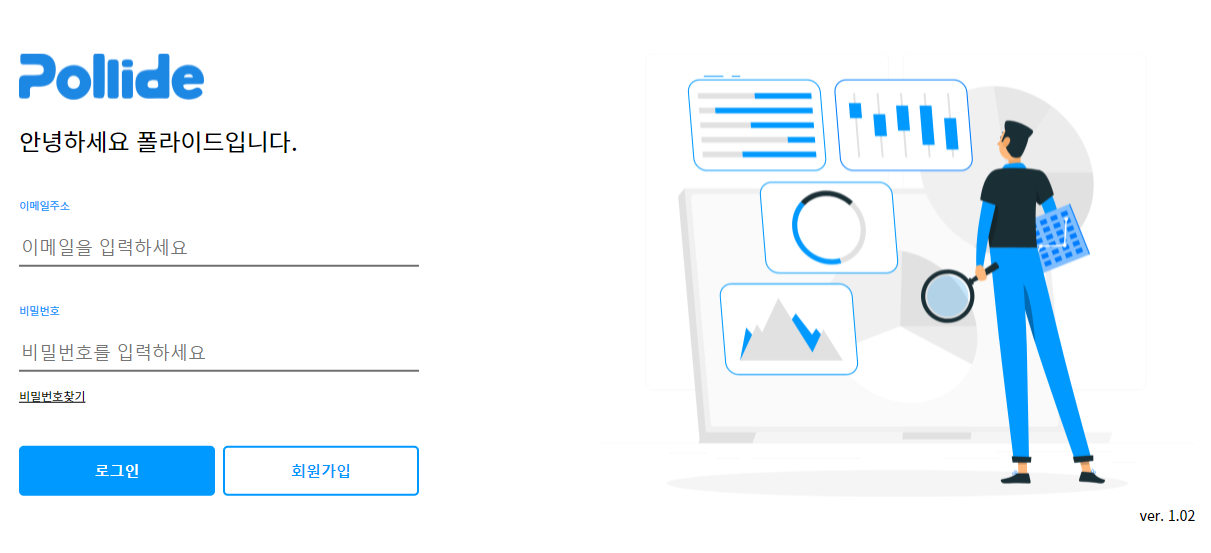 Pollide
안녕하세요 폴라이드입니다.
이메일주소
이메일을 입력하세요
비밀번호
비밀번호를 입력하세요
비밀번호찾기
로그인
회원가입
ver. 1.02